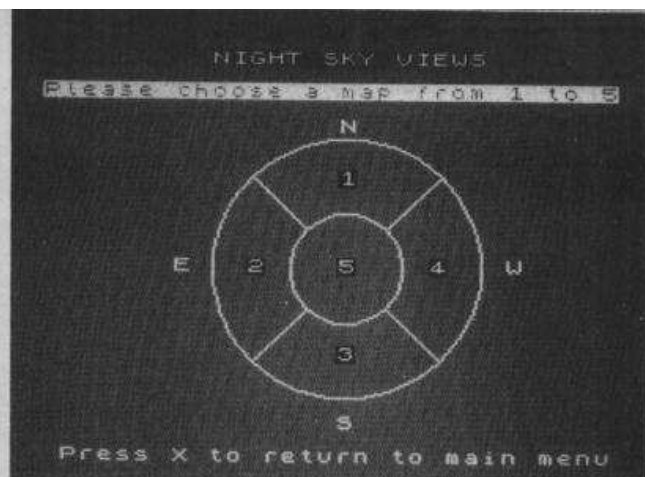 NIGHT SKY VIEWS
Please choose a map from 1 to 5
N
1
E 2 5 4 W
3
S
Press X to return to main menu